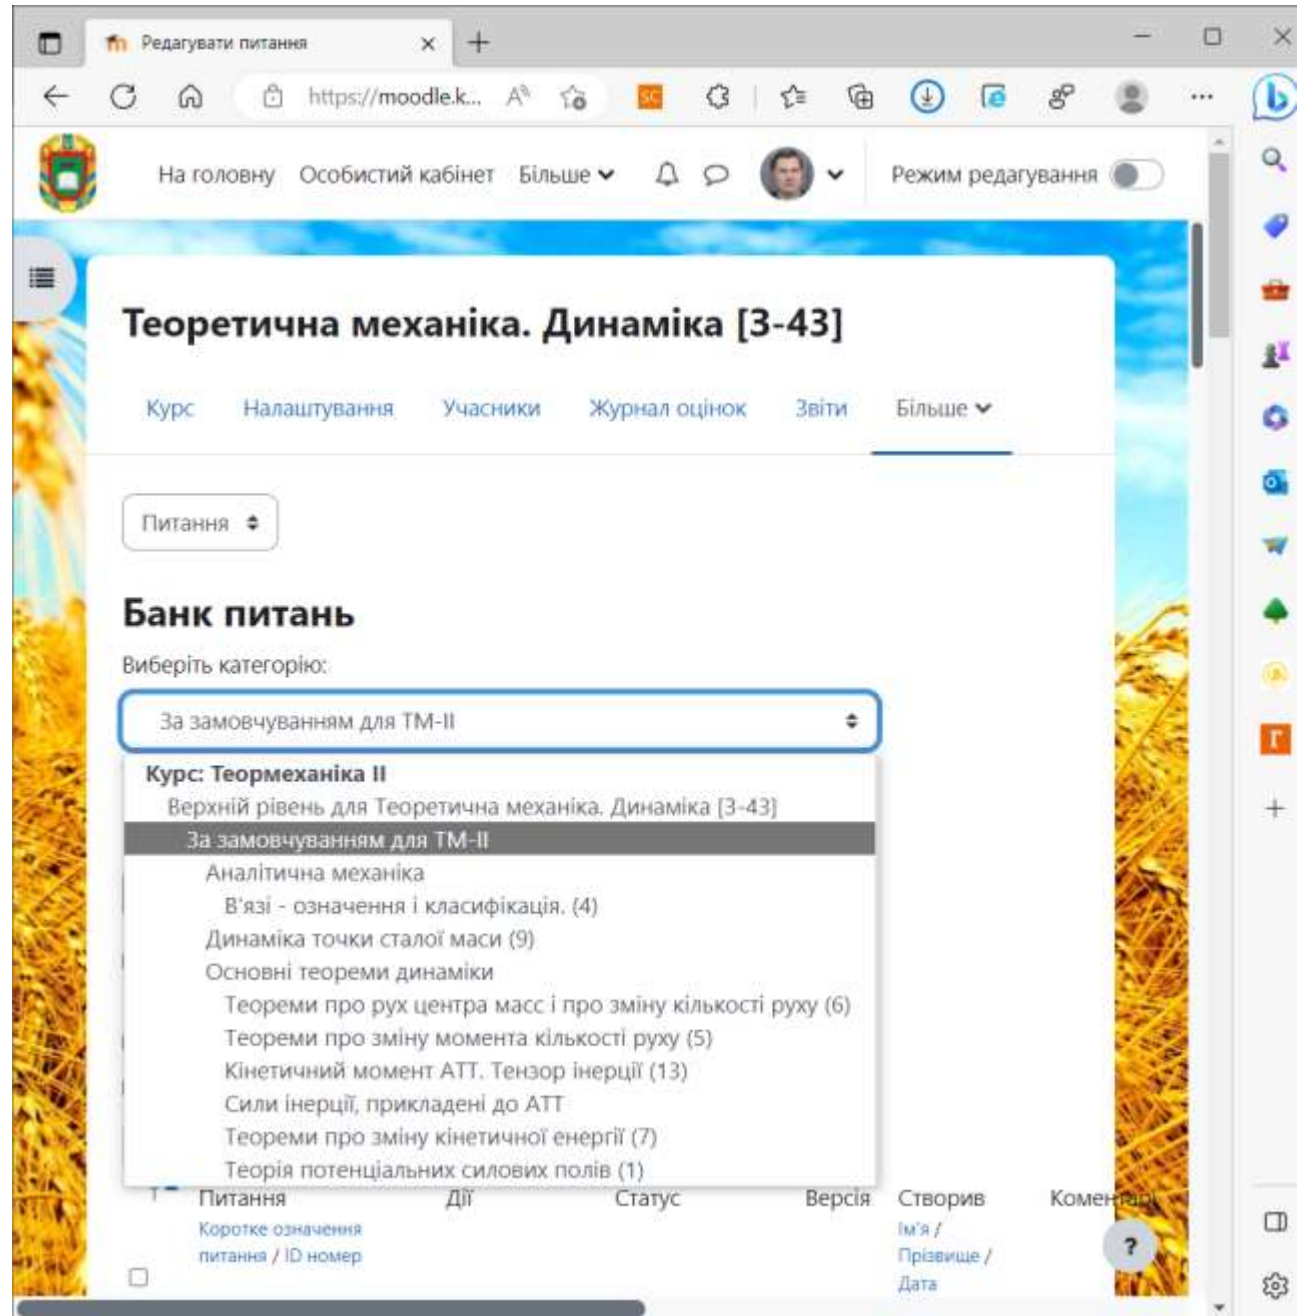 Редагувати питання
https://moodle.k...
SC
На головну Особистий кабінет Більше
Режим редагування
Теоретична механіка. Динаміка [3-43]
Курс Налаштування Учасники Журнал оцінок Звіти Більше
Питання
Банк питань
Виберіть категорію:
За замовчуванням для ТМ-ІІ
Курс: Теормеханіка ІІ
Верхній рівень для Теоретична механіка. Динаміка [3-43]
За замовчуванням для ТМ-ІІ
Аналітична механіка
В'язі - означення і класифікація. (4)
Динаміка точки сталої маси (9)
Основні теореми динаміки
Теореми про рух центра масс і про зміну кількості руху (6)
Теореми про зміну момента кількості руху (5)
Кінетичний момент АТТ. Тензор інерції (13)
Сили інерції, прикладені до АТТ
Теореми про зміну кінетичної енергії (7)
Теорія потенціальних силових полів (1)
Питання Дії Статус Версія Створив Коментарі
Коротке означення
питання / ID номер
Ім'я /
Прізвище /
Дата
?